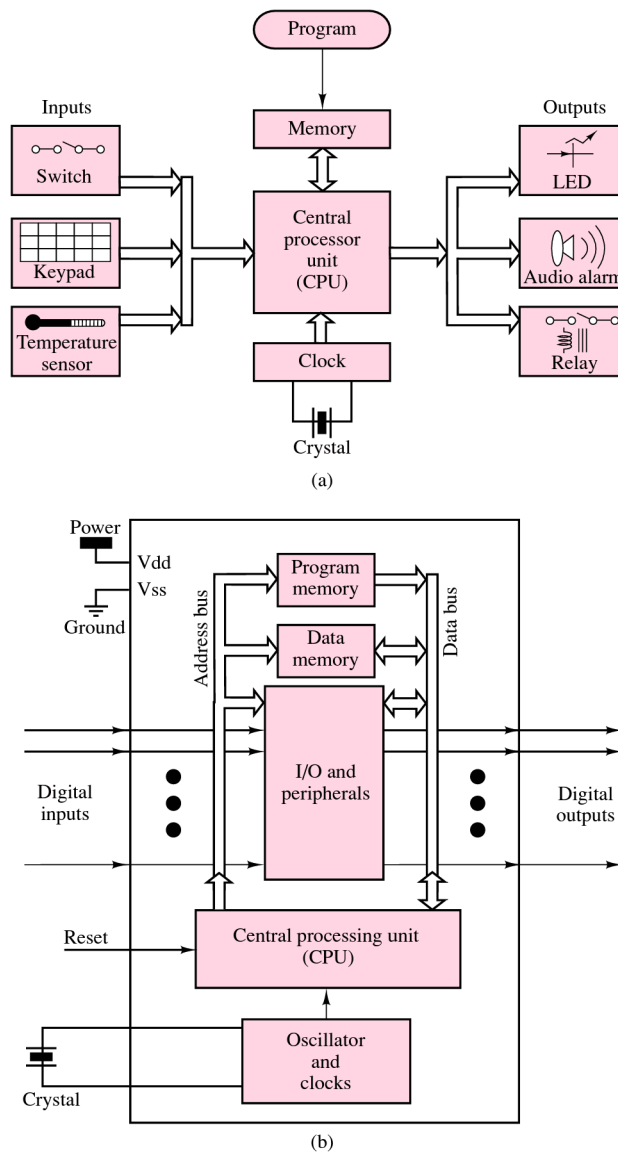 Program
Inputs
Outputs
Memory
Switch
LED
Central
processor
unit
(CPU)
Keypad
Audio alarm
Temperature
sensor
Clock
Relay
Crystal
(a)
Power
Vdd
Vss
Ground
Address bus
Program
memory
Data
memory
Data bus
Digital
inputs
I/O and
peripherals
Digital
outputs
Reset
Central processing unit
(CPU)
Oscillator
and
clocks
Crystal
(b)